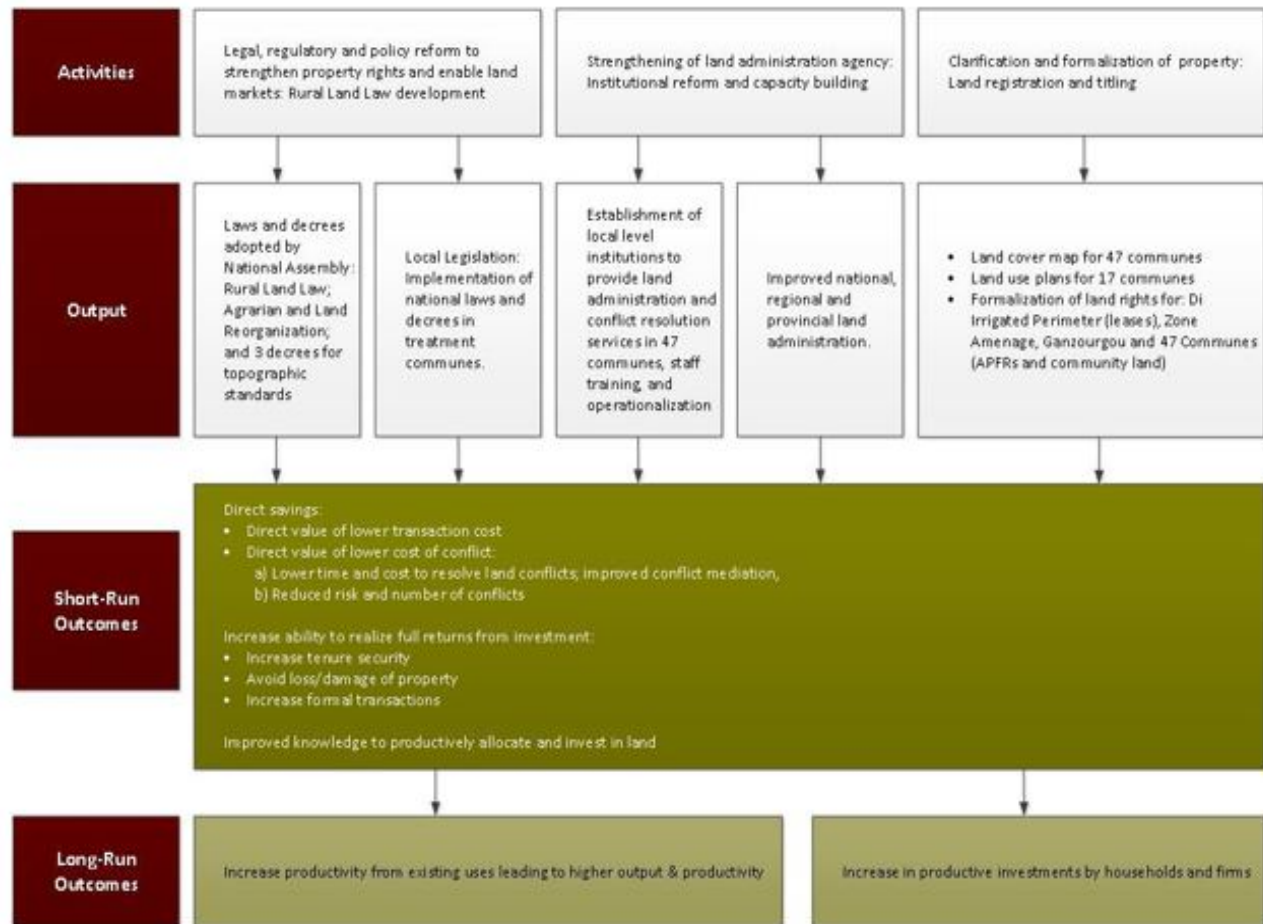 Activities
Legal, regulatory and policy reform to
strengthen property rights and enable land
markets: Rural Land Law development
Strengthening of land administration agency:
Institutional reform and capacity building
Clarification and formalization of property:
Land registration and titling
Output
Laws and decrees
adopted by
National Assembly:
Rural Land Law;
Agrarian and Land
Reorganization;
and 3 decrees for
topographic
standards
Local Legislation:
Implementation of
national laws and
decrees in
treatment
communes.
Establishment of
local level
institutions to
provide land
administration and
conflict resolution
services in 47
communes, staff
training, and
operationalization
Improved national,
regional and
provincial land
administration.
• Land cover map for 47 communes
• Land use plans for 17 communes
• Formalization of land rights for: Di
Irrigated Perimeter (leases), Zone
Amenage, Ganzourgou and 47 Communes
(APFRs and community land)
Short-Run
Outcomes
Direct savings:
• Direct value of lower transaction cost
• Direct value of lower cost of conflict:
a) Lower time and cost to resolve land conflicts; improved conflict mediation,
b) Reduced risk and number of conflicts
Increase ability to realize full returns from investment:
• Increase tenure security
• Avoid loss/damage of property
• Increase formal transactions
Improved knowledge to productively allocate and invest in land
Long-Run
Outcomes
Increase productivity from existing uses leading to higher output & productivity
Increase in productive investments by households and firms